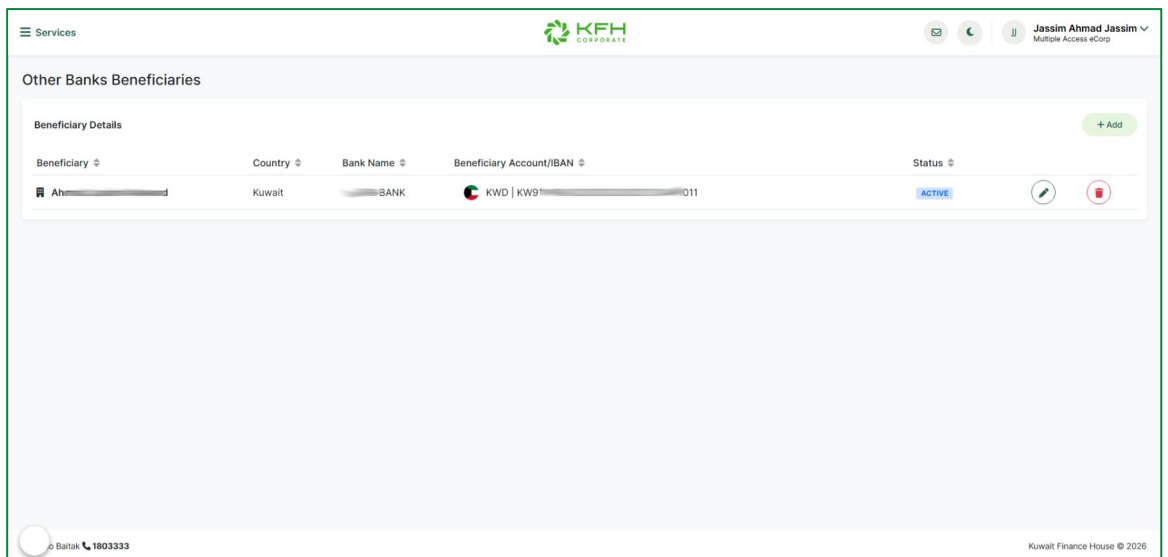 Services
KFH
CORPORATE
JJ
Jassim Ahmad Jassim
Multiple Access eCorp
Other Banks Beneficiaries
Beneficiary Details
+ Add
Beneficiary Country Bank Name Beneficiary Account/IBAN Status
Kuwait BANK KWD | KW91 011 ACTIVE
Baitak 1803333
Kuwait Finance House © 2026